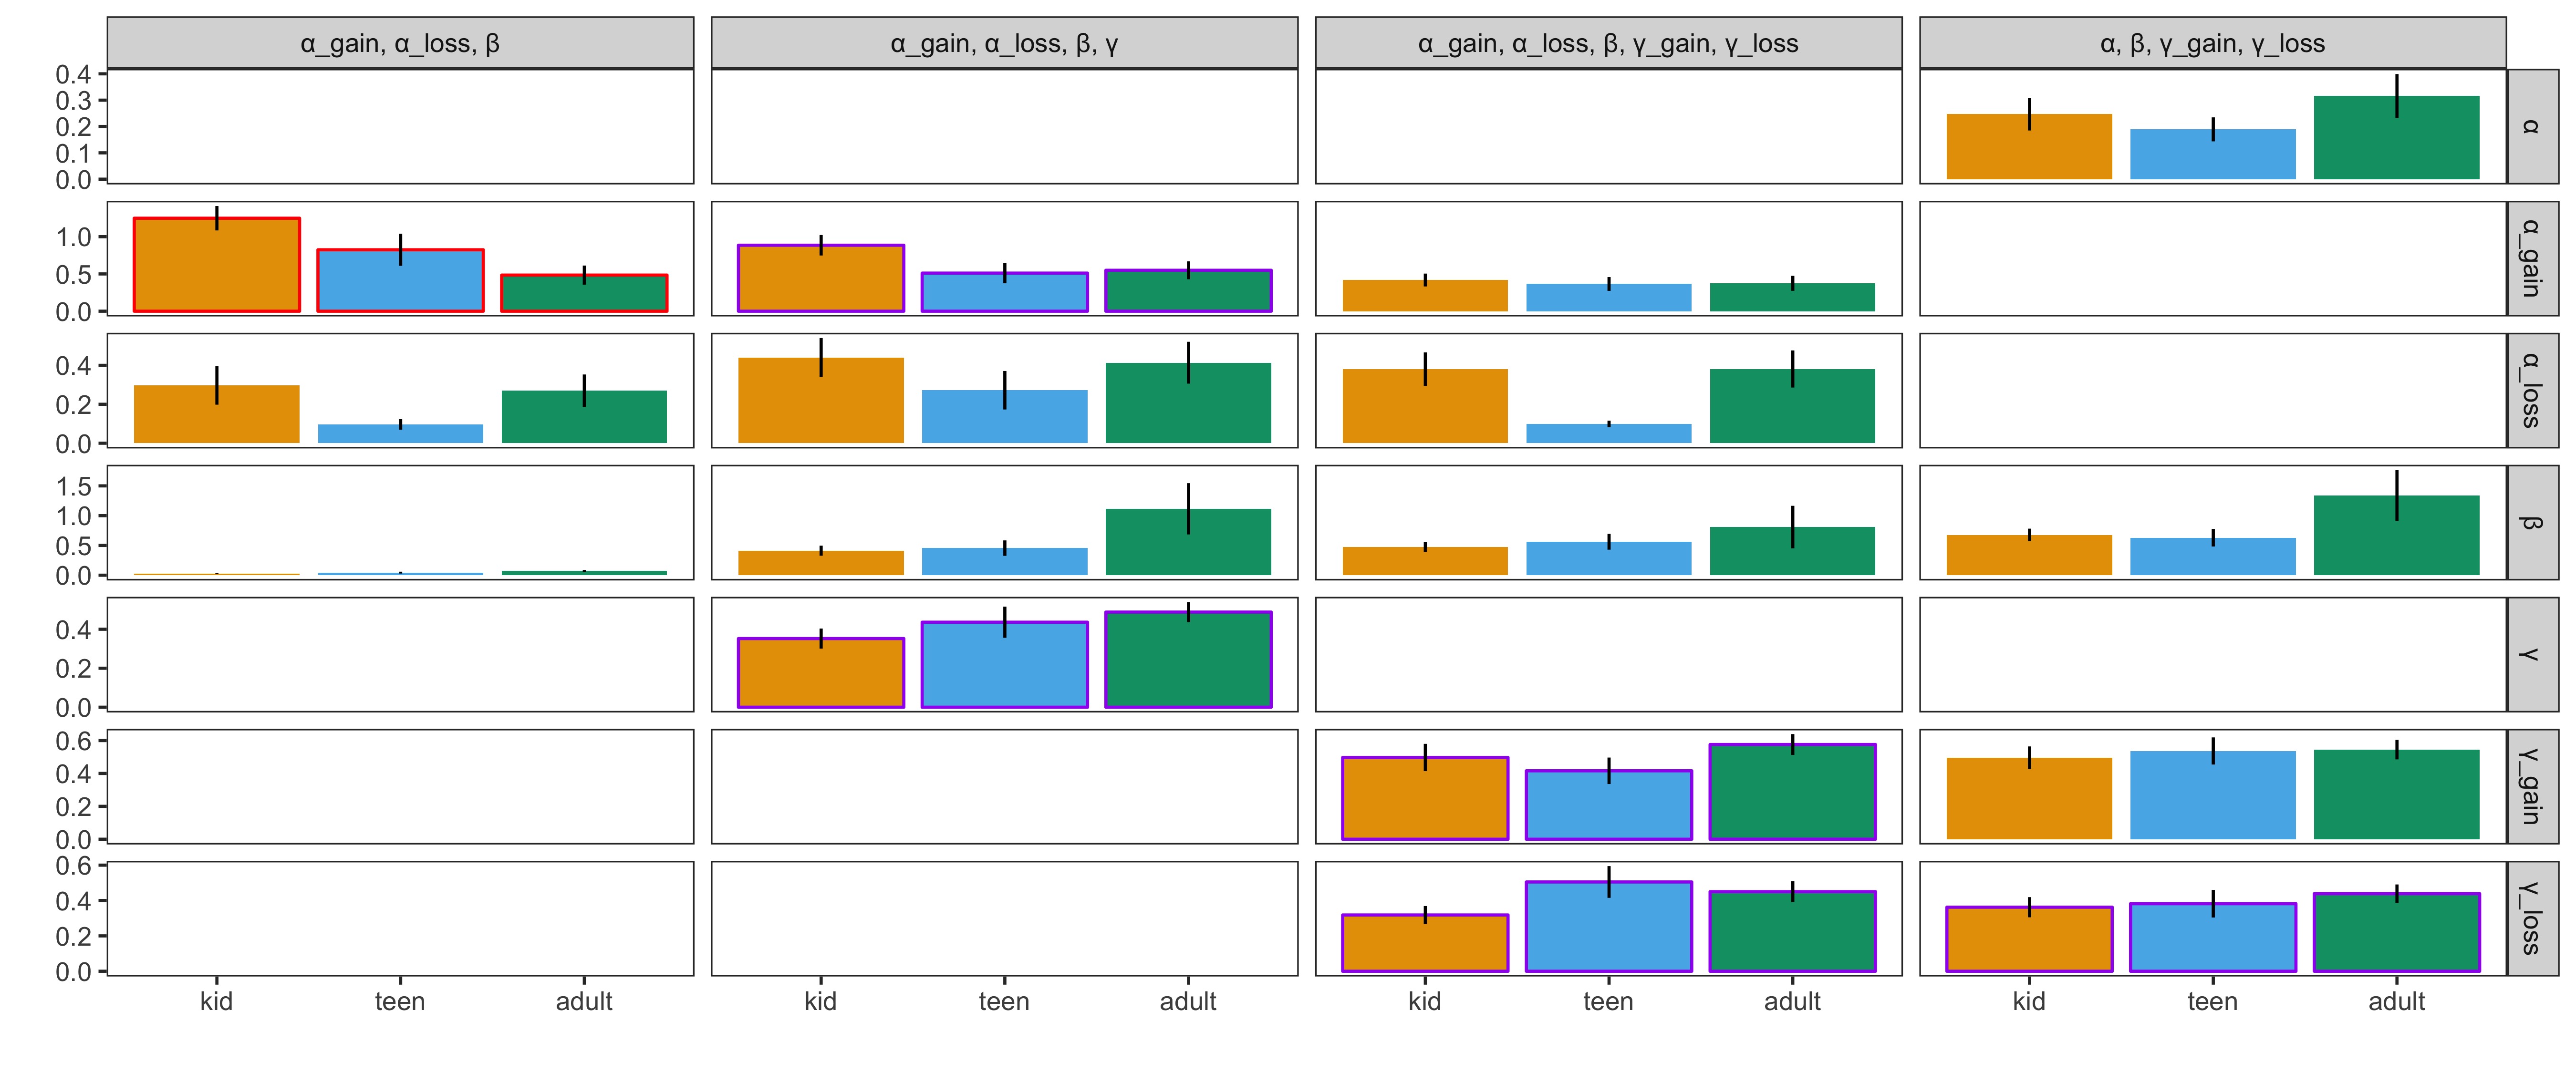 α_gain, α_loss, β
α_gain, α_loss, β, γ
α_gain, α_loss, β, γ_gain, γ_loss
α, β, γ_gain, γ_loss
0.4
0.3
0.2
0.1
0.0
α
1.0
0.5
0.0
α_gain
0.4
0.2
0.0
α_loss
1.5
1.0
0.5
0.0
β
0.4
0.2
0.0
γ
0.6
0.4
0.2
0.0
γ_gain
0.6
0.4
0.2
0.0
γ_loss
kid teen adult
kid teen adult
kid teen adult
kid teen adult